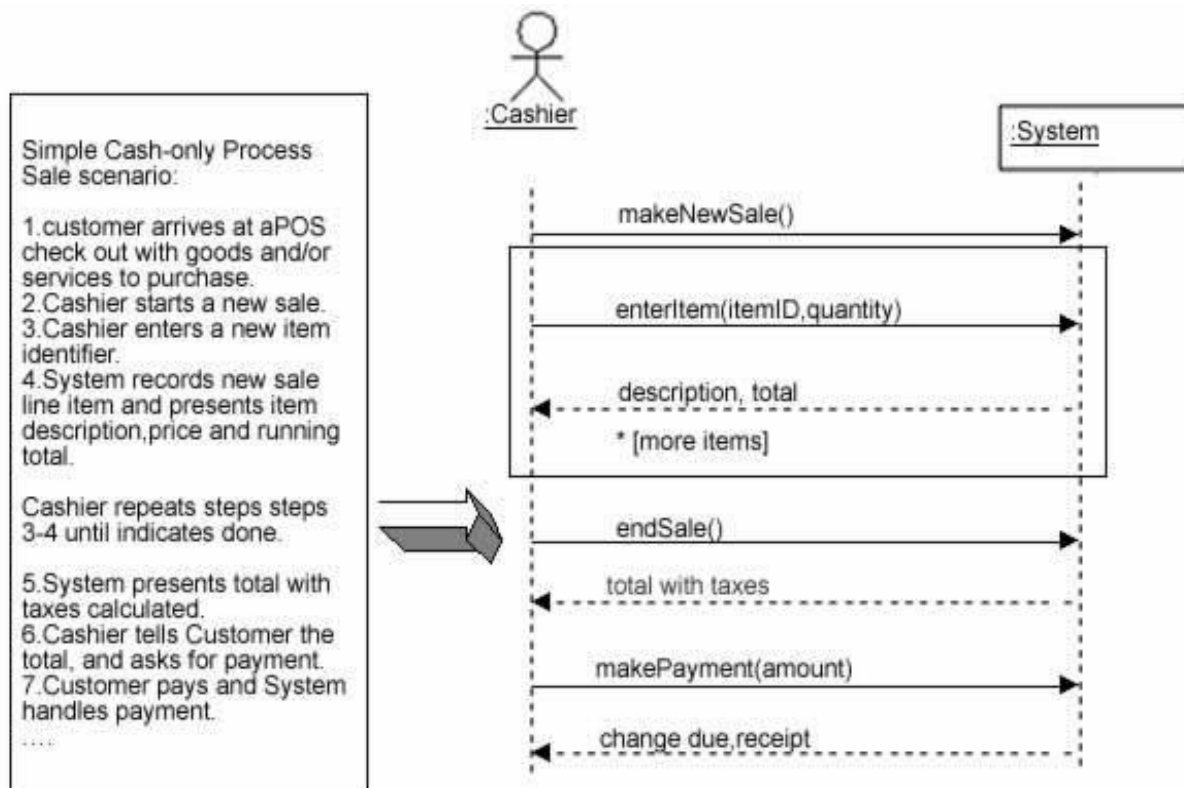 :Cashier
:System
Simple Cash-only Process
Sale scenario:
1.customer arrives at aPOS
check out with goods and/or
services to purchase.
2.Cashier starts a new sale.
3.Cashier enters a new item
identifier.
4.System records new sale
line item and presents item
description,price and running
total.
Cashier repeats steps steps
3-4 until indicates done.
5.System presents total with
taxes calculated.
6.Cashier tells Customer the
total, and asks for payment.
7.Customer pays and System
handles payment.
....
makeNewSale()
enterItem(itemID,quantity)
description, total
* [more items]
endSale()
total with taxes
makePayment(amount)
change due,receipt